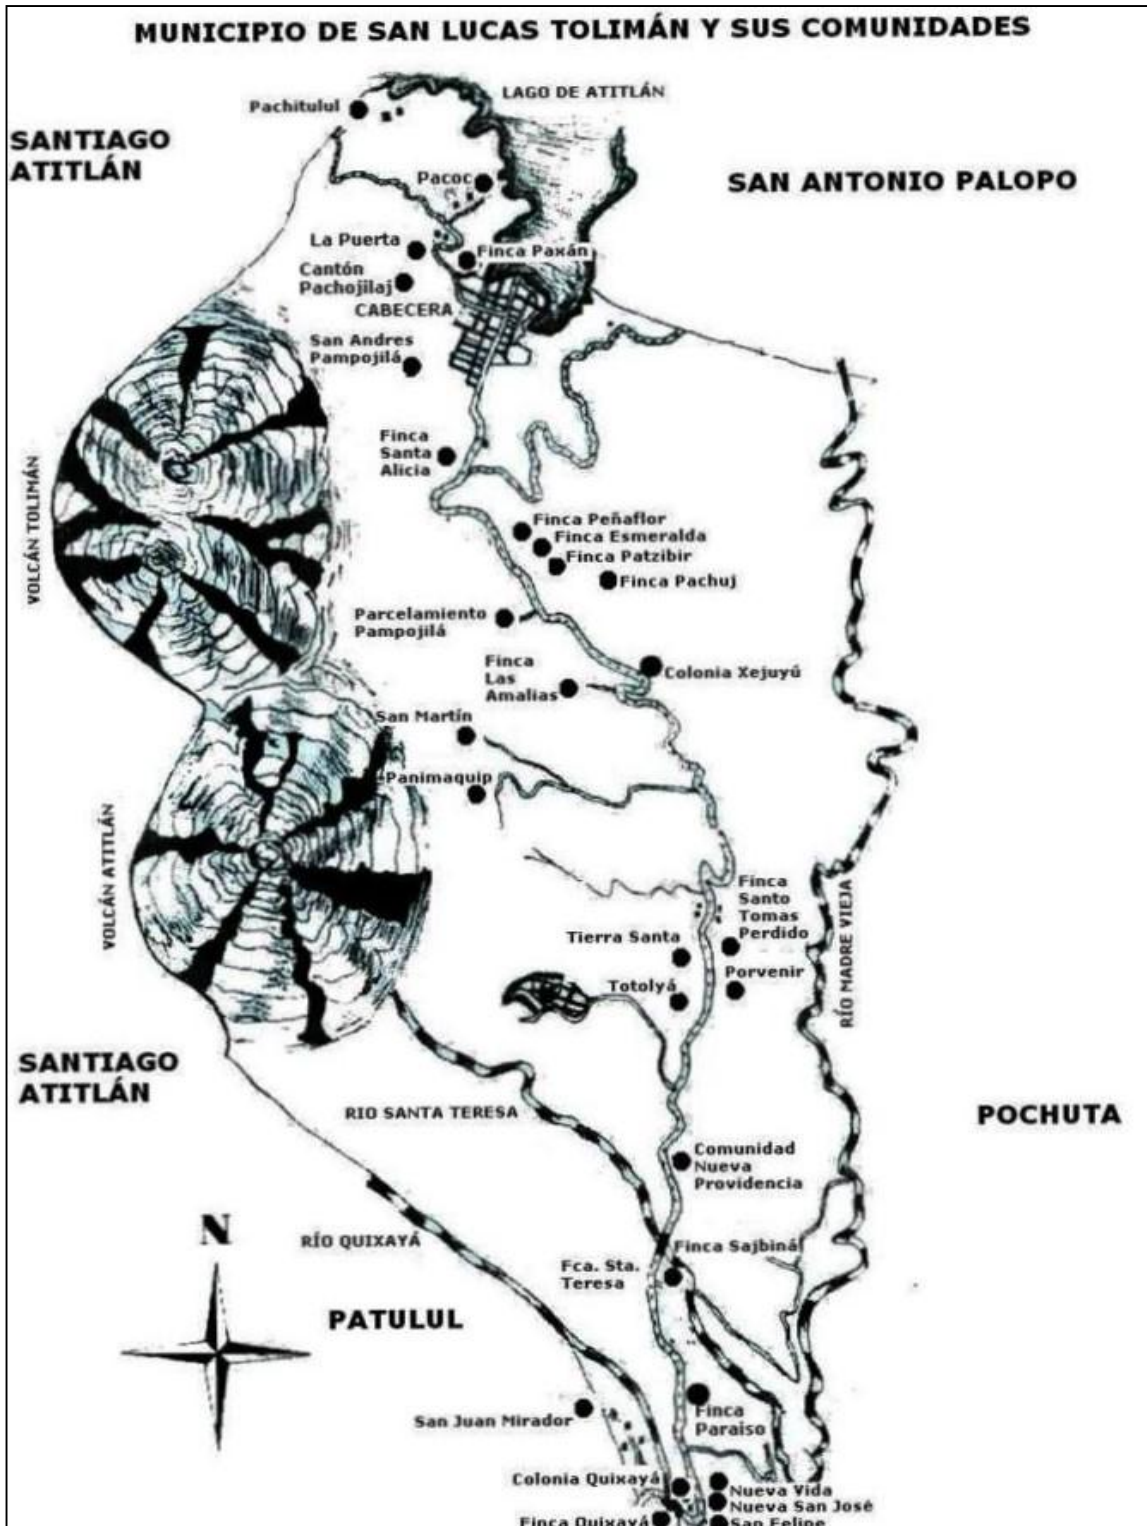 MUNICIPIO DE SAN LUCAS TOLIMÁN Y SUS COMUNIDADES
LAGO DE ATITLÁN
Pachitulul
SANTIAGO
ATITLÁN
Pacoc
SAN ANTONIO PALOPO
La Puerta
Finca Paxán
Cantón
Pachojilaj
CABECERA
San Andres
Pampojilá
Finca
Santa
Alicia
VOLCÁN TOLIMÁN
Finca Peñaflor
Finca Esmeralda
Finca Patzibir
Finca Pachuj
Parcelamiento
Pampojilá
Finca
Las
Amalias
Colonia Xejuyú
San Martín
Panimaquip
VOLCÁN ATITLÁN
Finca
Santo
Tomas
Perdido
RÍO MADRE VIEJA
Tierra Santa
Porvenir
Totolyá
SANTIAGO
ATITLÁN
RIO SANTA TERESA
POCHUTA
Comunidad
Nueva
Providencia
N
RÍO QUIXAYÁ
Finca Sajbiná
Fca. Sta.
Teresa
PATULUL
San Juan Mirador
Finca
Paraiso
Colonia Quixayá
Nueva Vida
Nueva San José
Finca Quixayá
San Felipe